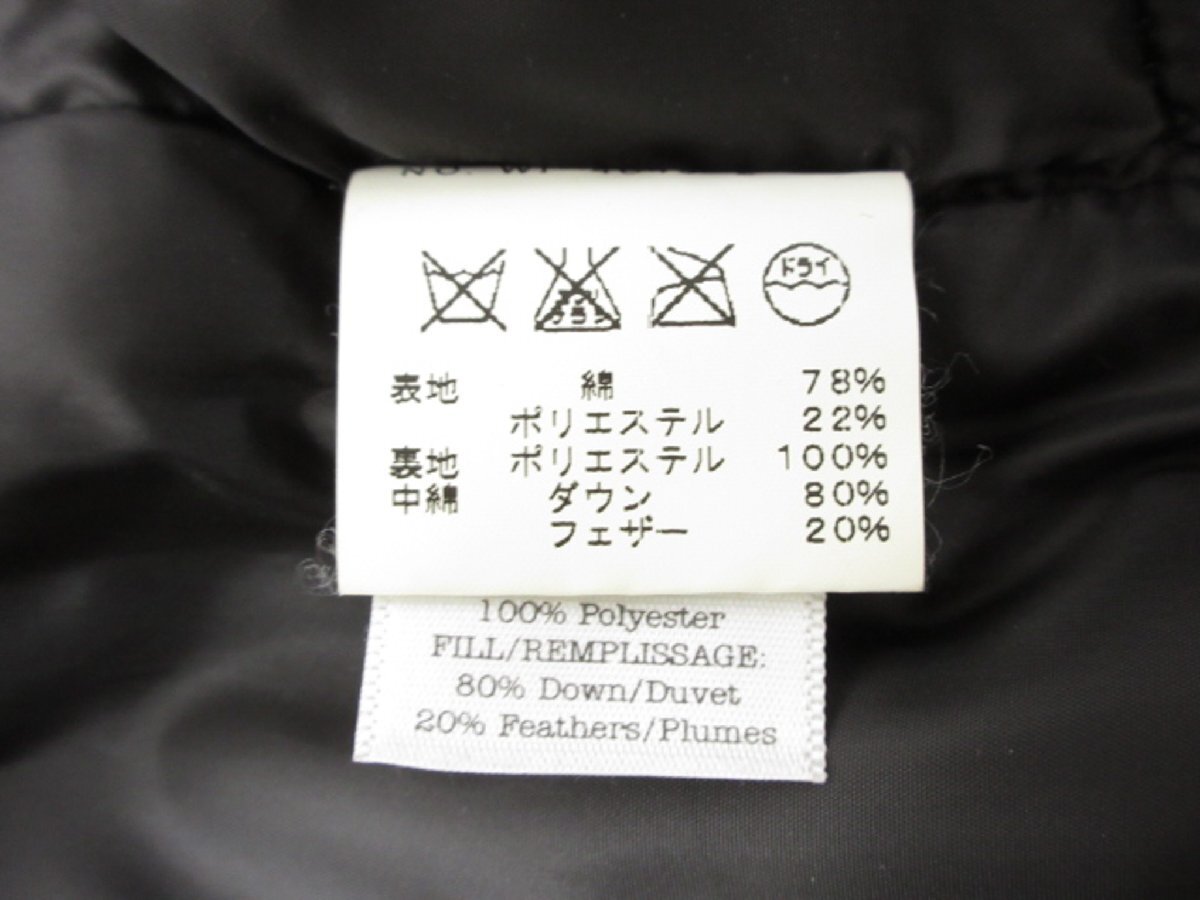 ドライ
表地 綿 78%
ポリエステル 22%
裏地 ポリエステル 100%
中綿 ダウン 80%
フェザー 20%
100% Polyester
FILL/REMPLISSAGE:
80% Down/Duvet
20% Feathers/Plumes